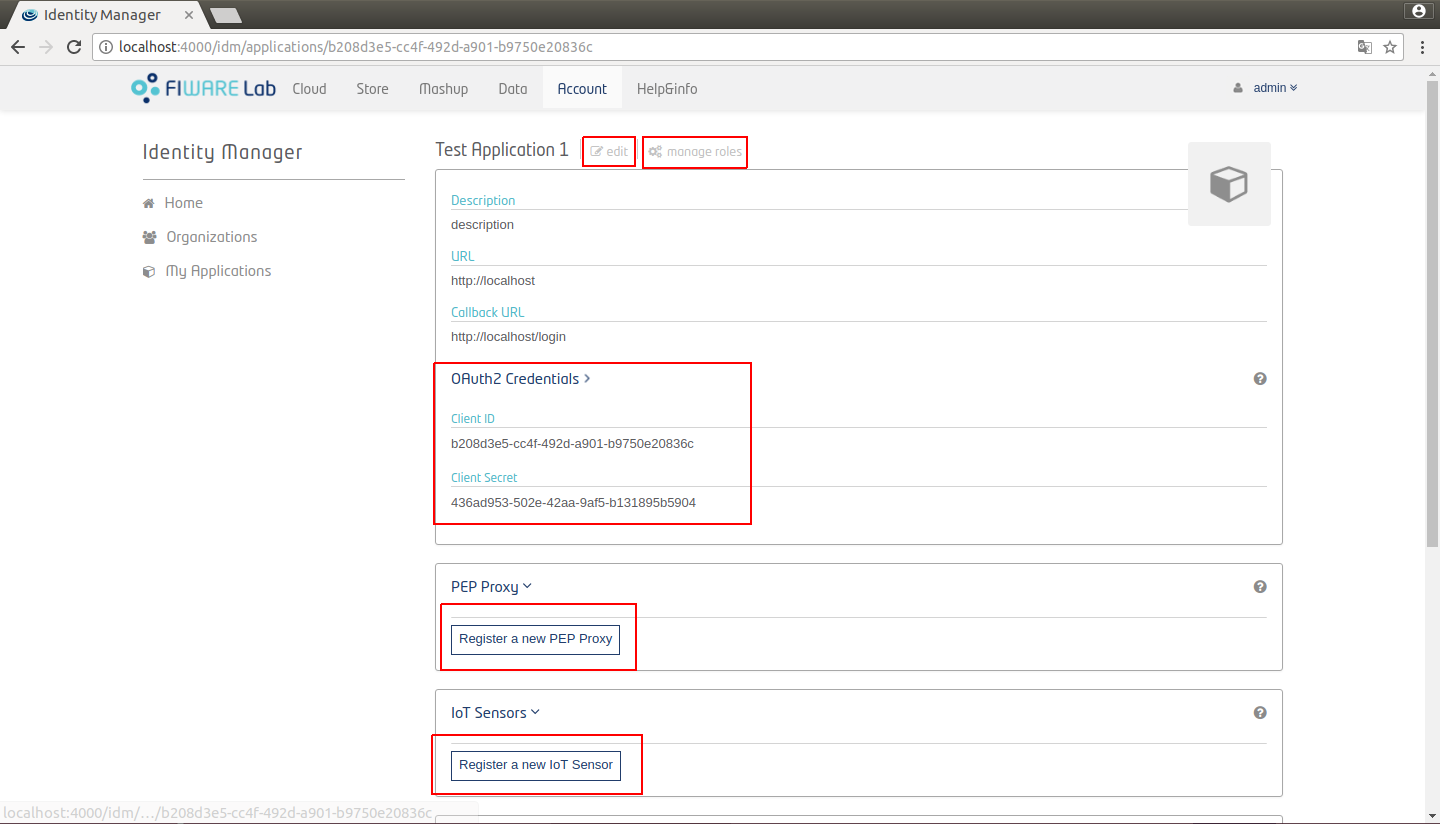 Identity Manager
localhost:4000/idm/applications/b208d3e5-cc4f-492d-a901-b9750e20836c
FIWARE Lab Cloud Store Mashup Data Account Help&info admin
Identity Manager
Home
Organizations
My Applications
Test Application 1 edit manage roles
Description
description
URL
http://localhost
Callback URL
http://localhost/login
OAuth2 Credentials
Client ID
b208d3e5-cc4f-492d-a901-b9750e20836c
Client Secret
436ad953-502e-42aa-9af5-b131895b5904
PEP Proxy
Register a new PEP Proxy
IoT Sensors
Register a new IoT Sensor
localhost:4000/idm/…/b208d3e5-cc4f-492d-a901-b9750e20836c